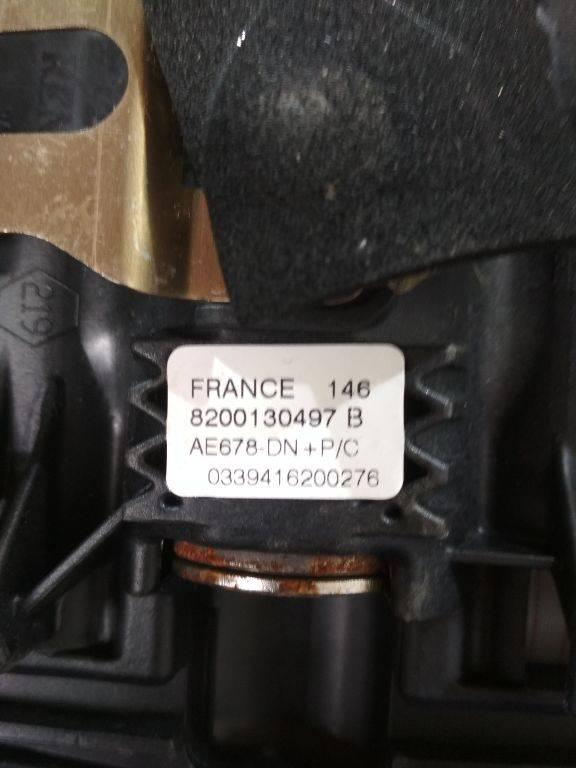 219
FRANCE 146
8200130497 B
AE678-DN+P/C
0339416200276